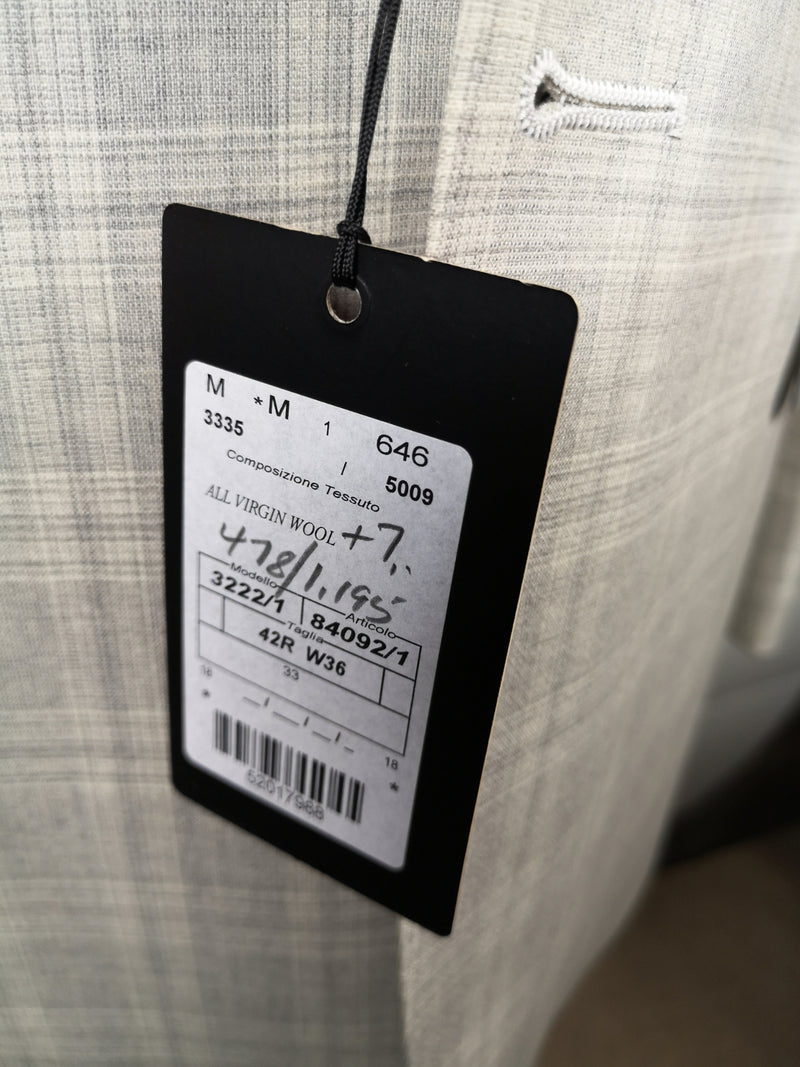 M *M 1 646
3335 / 5009
Composizione Tessuto
ALL VIRGIN WOOL +7..
478/1,195
Modello Articolo
3222/1 84092/1
Taglia
42R W36
33
18 18
* *
62017988